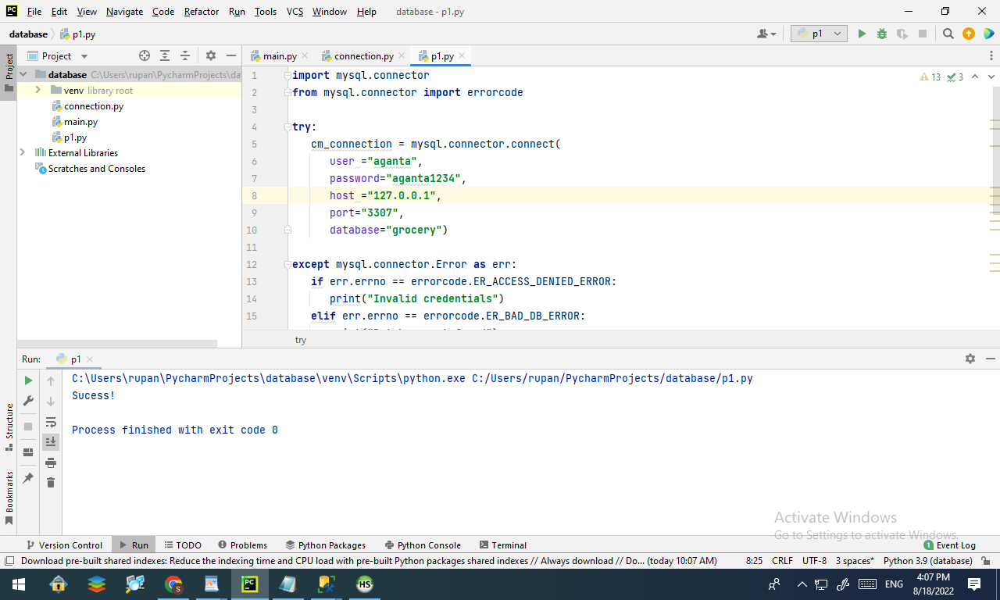 PC File Edit View Navigate Code Refactor Run Tools VCS Window Help database - p1.py
database p1.py p1
Project main.py connection.py p1.py
Project
database C:\Users\rupan\PycharmProjects\da
venv library root
connection.py
main.py
p1.py
External Libraries
Scratches and Consoles
13 3
1 import mysql.connector
2 from mysql.connector import errorcode
3
4 try:
5 cm_connection = mysql.connector.connect(
6 user ="aganta",
7 password="aganta1234",
8 host ="127.0.0.1",
9 port="3307",
10 database="grocery")
11
12 except mysql.connector.Error as err:
13 if err.errno == errorcode.ER_ACCESS_DENIED_ERROR:
14 print("Invalid credentials")
15 elif err.errno == errorcode.ER_BAD_DB_ERROR:
try
Run: p1
C:\Users\rupan\PycharmProjects\database\venv\Scripts\python.exe C:/Users/rupan/PycharmProjects/database/p1.py
Sucess!
Process finished with exit code 0
Structure
Bookmarks
Activate Windows
Go to Settings to activate Windows.
Version Control Run TODO Problems Python Packages Python Console Terminal 1 Event Log
Download pre-built shared indexes: Reduce the indexing time and CPU load with pre-built Python packages shared indexes // Always download // Do... (today 10:07 AM) 8:25 CRLF UTF-8 3 spaces* Python 3.9 (database)
S PC HS ENG 4:07 PM
8/18/2022